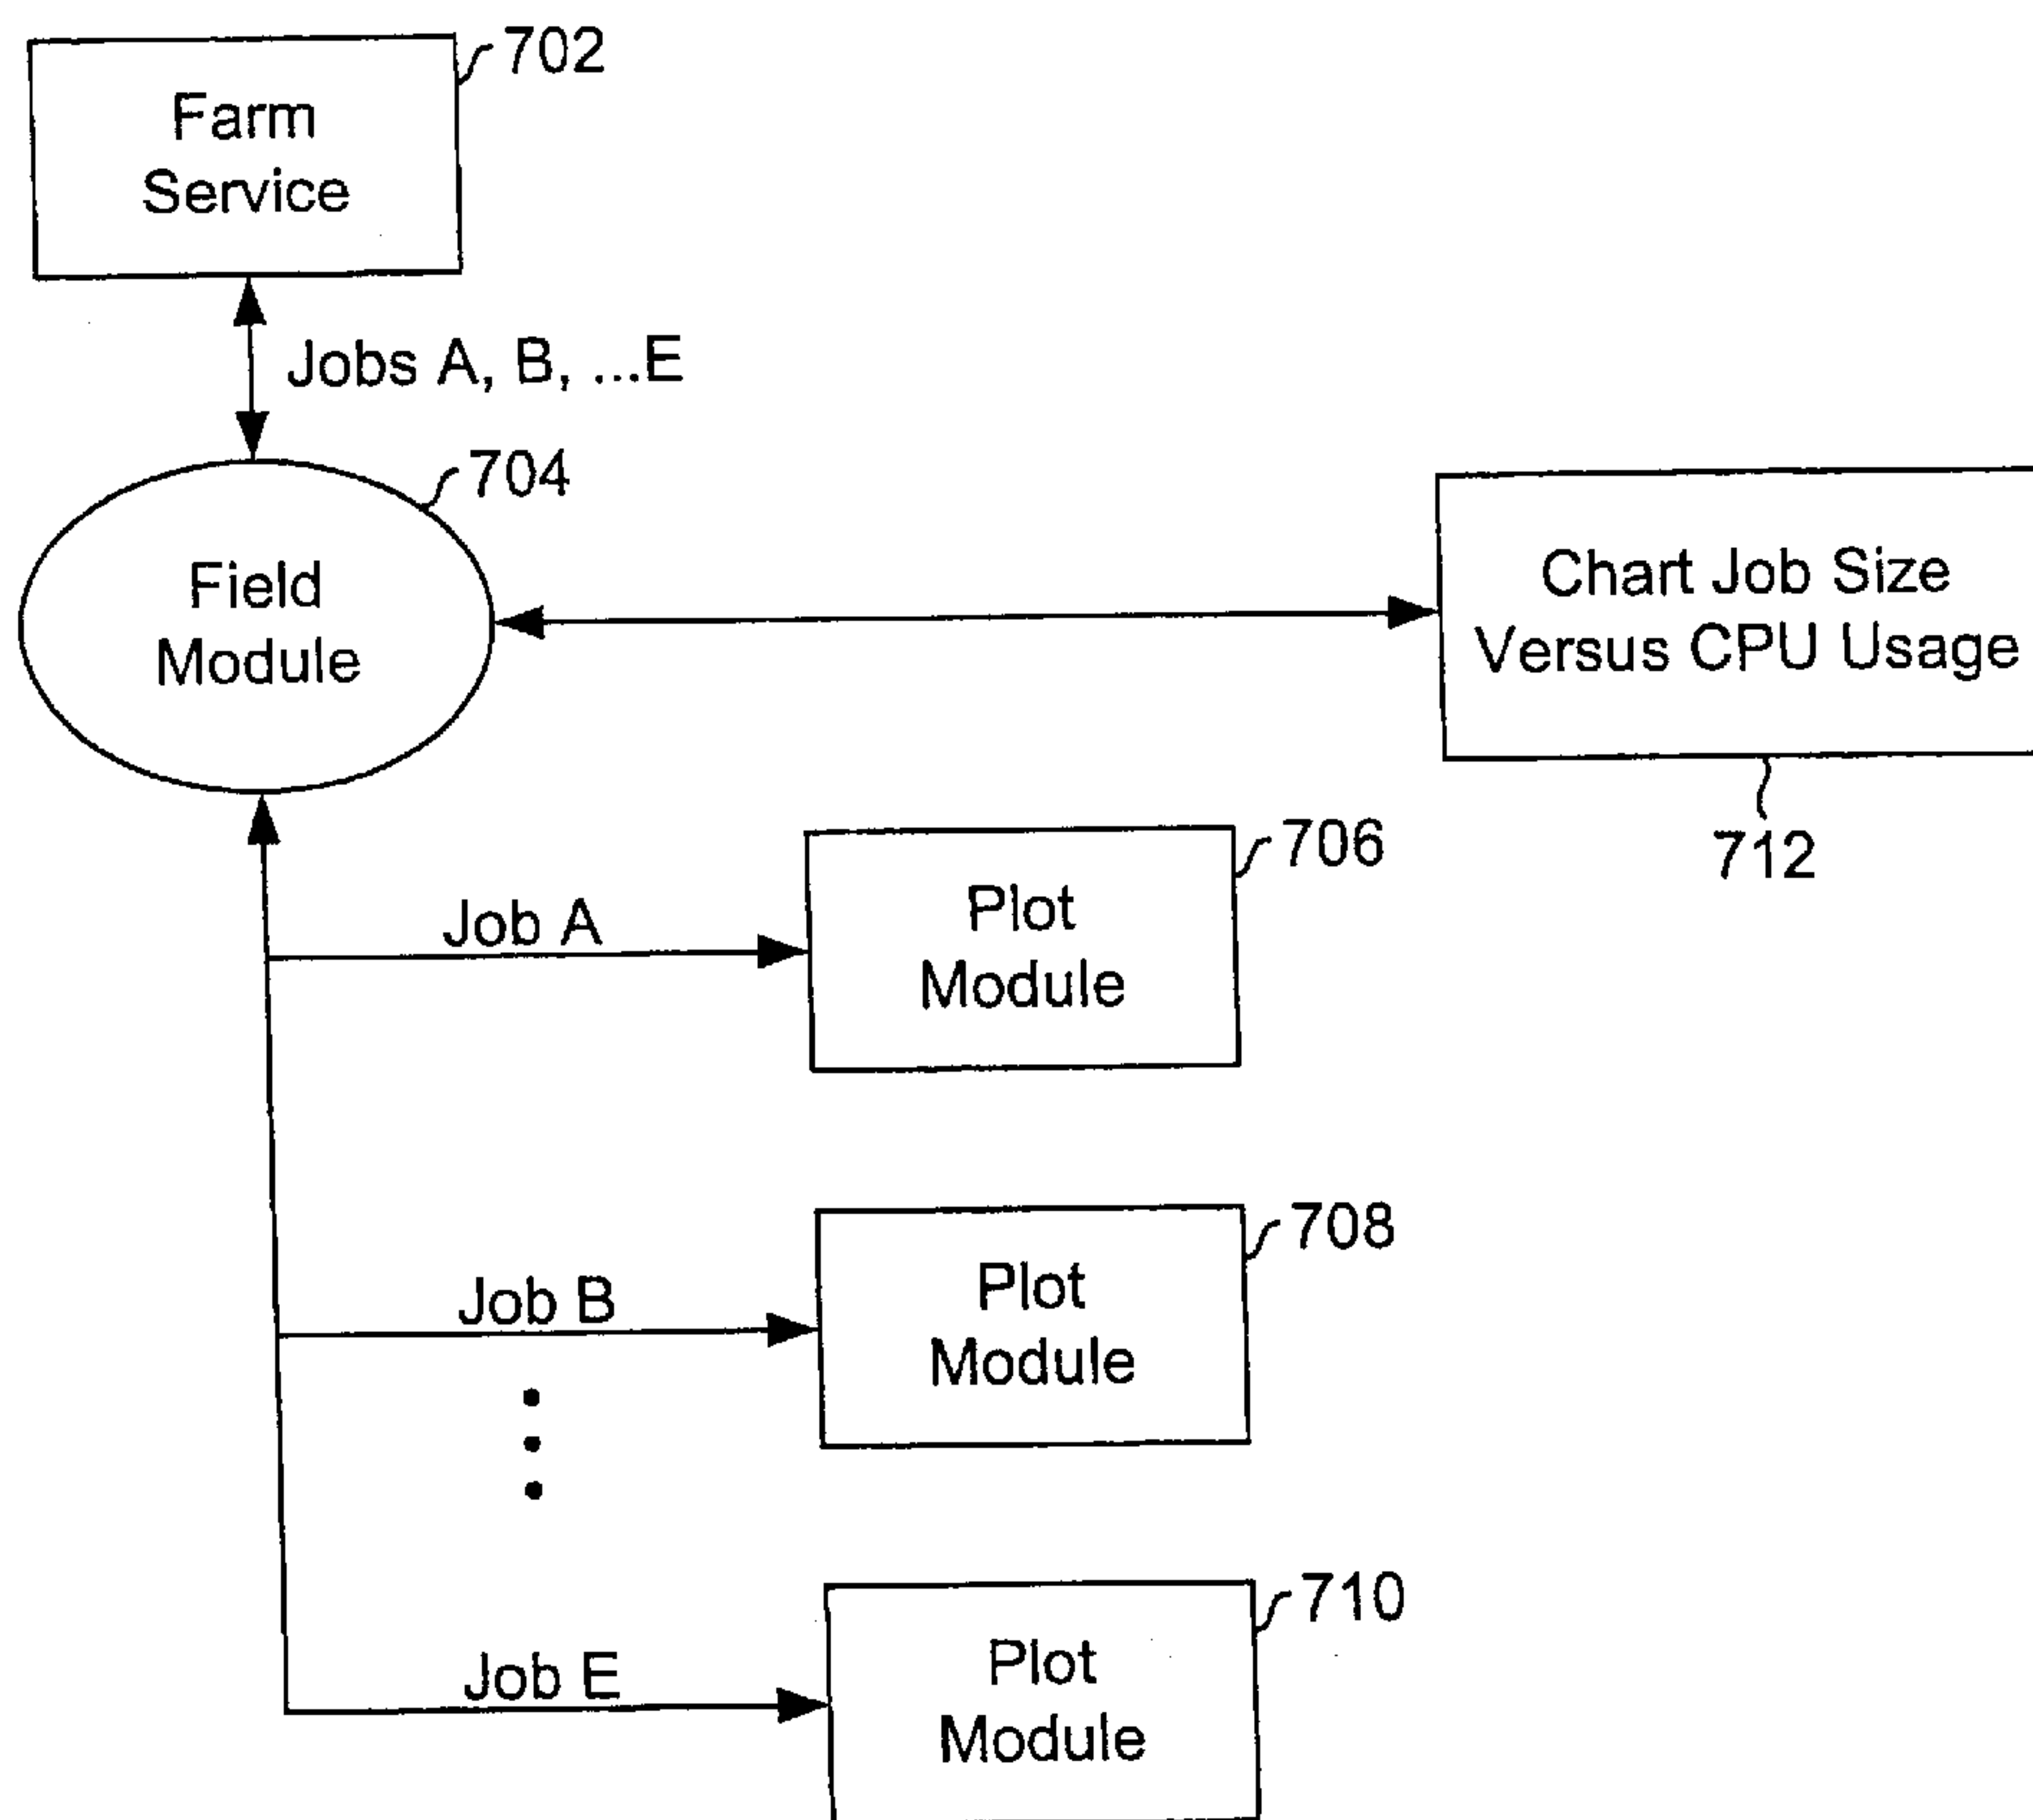 702
Farm
Service
Jobs A, B, ...E
704
Field
Module
Chart Job Size
Versus CPU Usage
712
706
Job A
Plot
Module
708
Job B
Plot
Module
710
Job E
Plot
Module